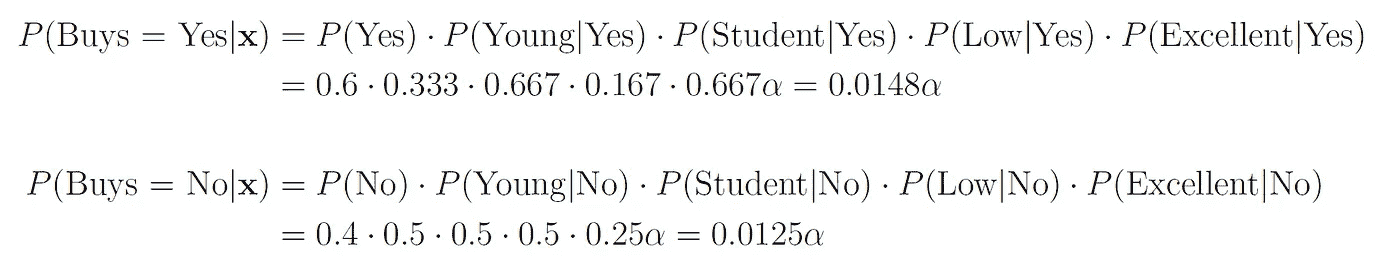 P(Buys = Yes|x) = P(Yes) · P(Young|Yes) · P(Student|Yes) · P(Low|Yes) · P(Excellent|Yes)
= 0.6 · 0.333 · 0.667 · 0.167 · 0.667α = 0.0148α
P(Buys = No|x) = P(No) · P(Young|No) · P(Student|No) · P(Low|No) · P(Excellent|No)
= 0.4 · 0.5 · 0.5 · 0.5 · 0.25α = 0.0125α